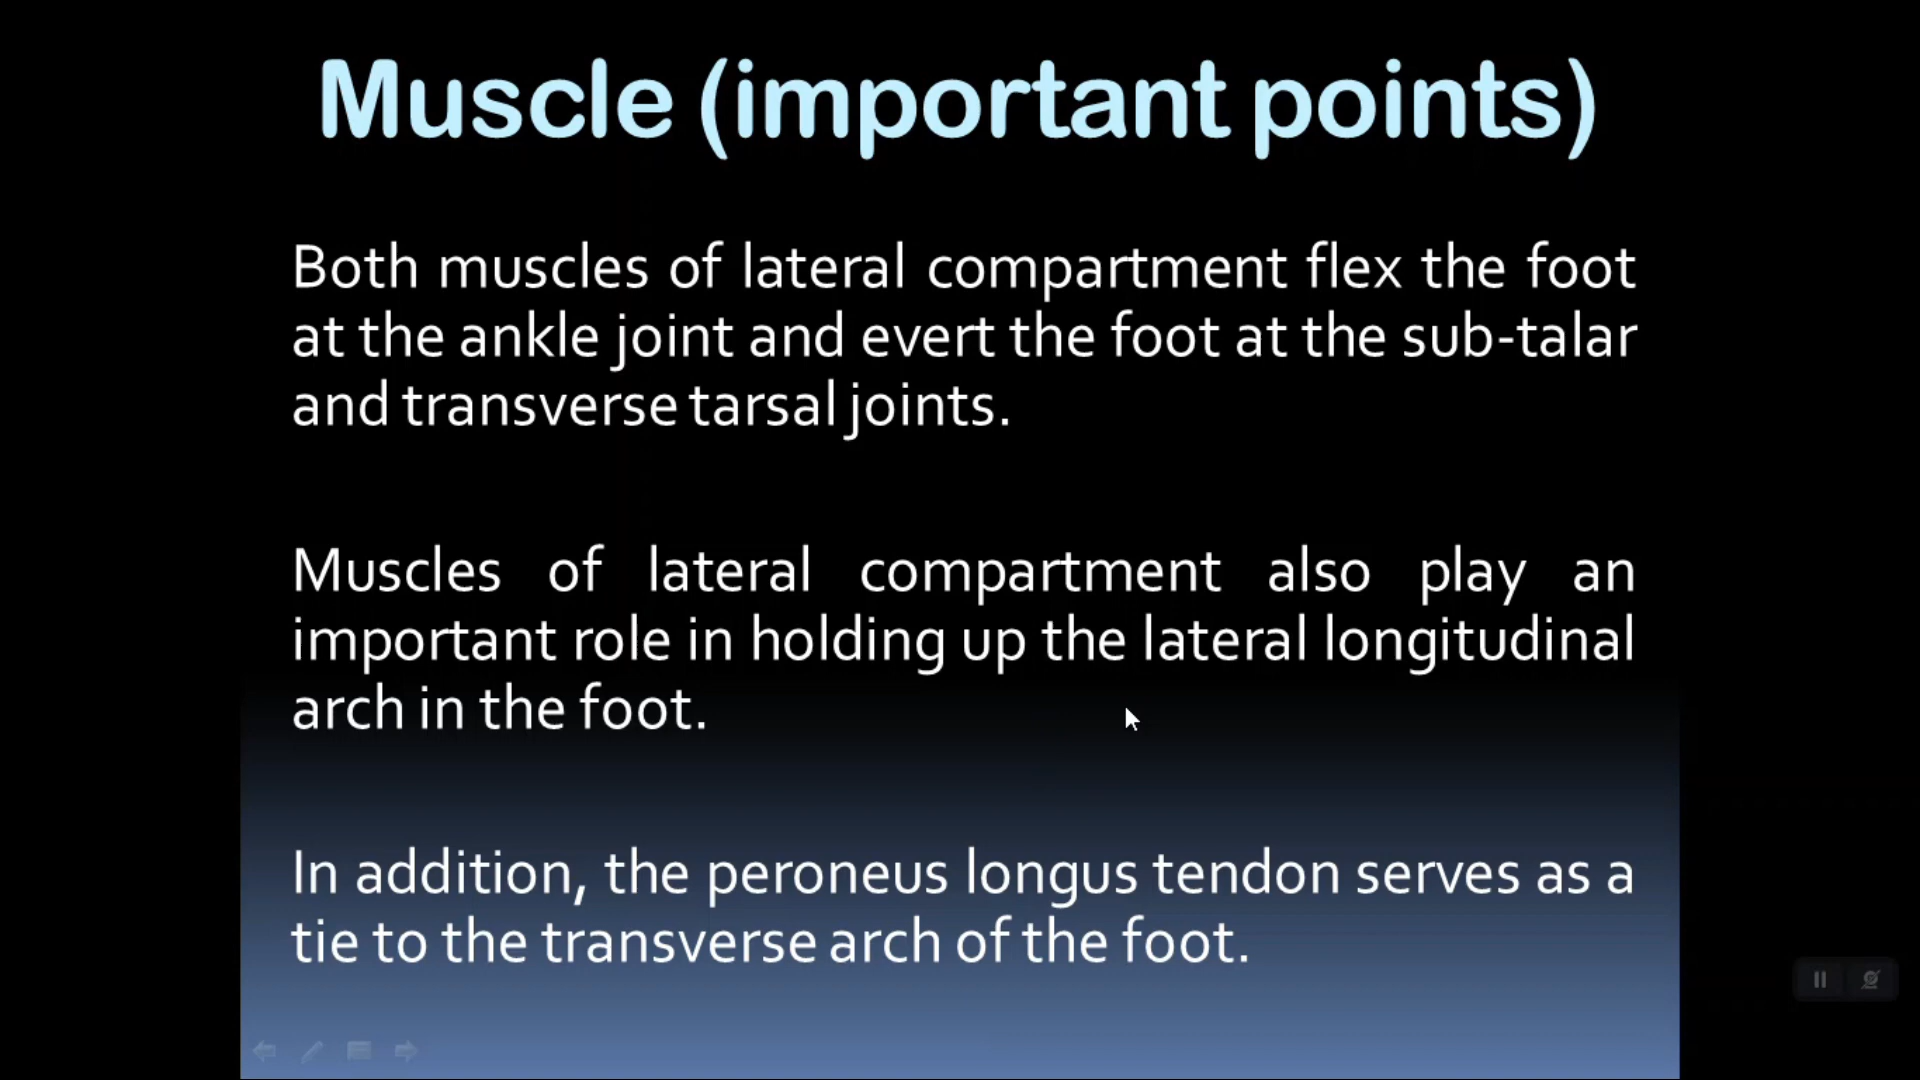 Muscle (important points)
Both muscles of lateral compartment flex the foot
at the ankle joint and evert the foot at the sub-talar
and transverse tarsal joints.
Muscles of lateral compartment also play an
important role in holding up the lateral longitudinal
arch in the foot.
In addition, the peroneus longus tendon serves as a
tie to the transverse arch of the foot.